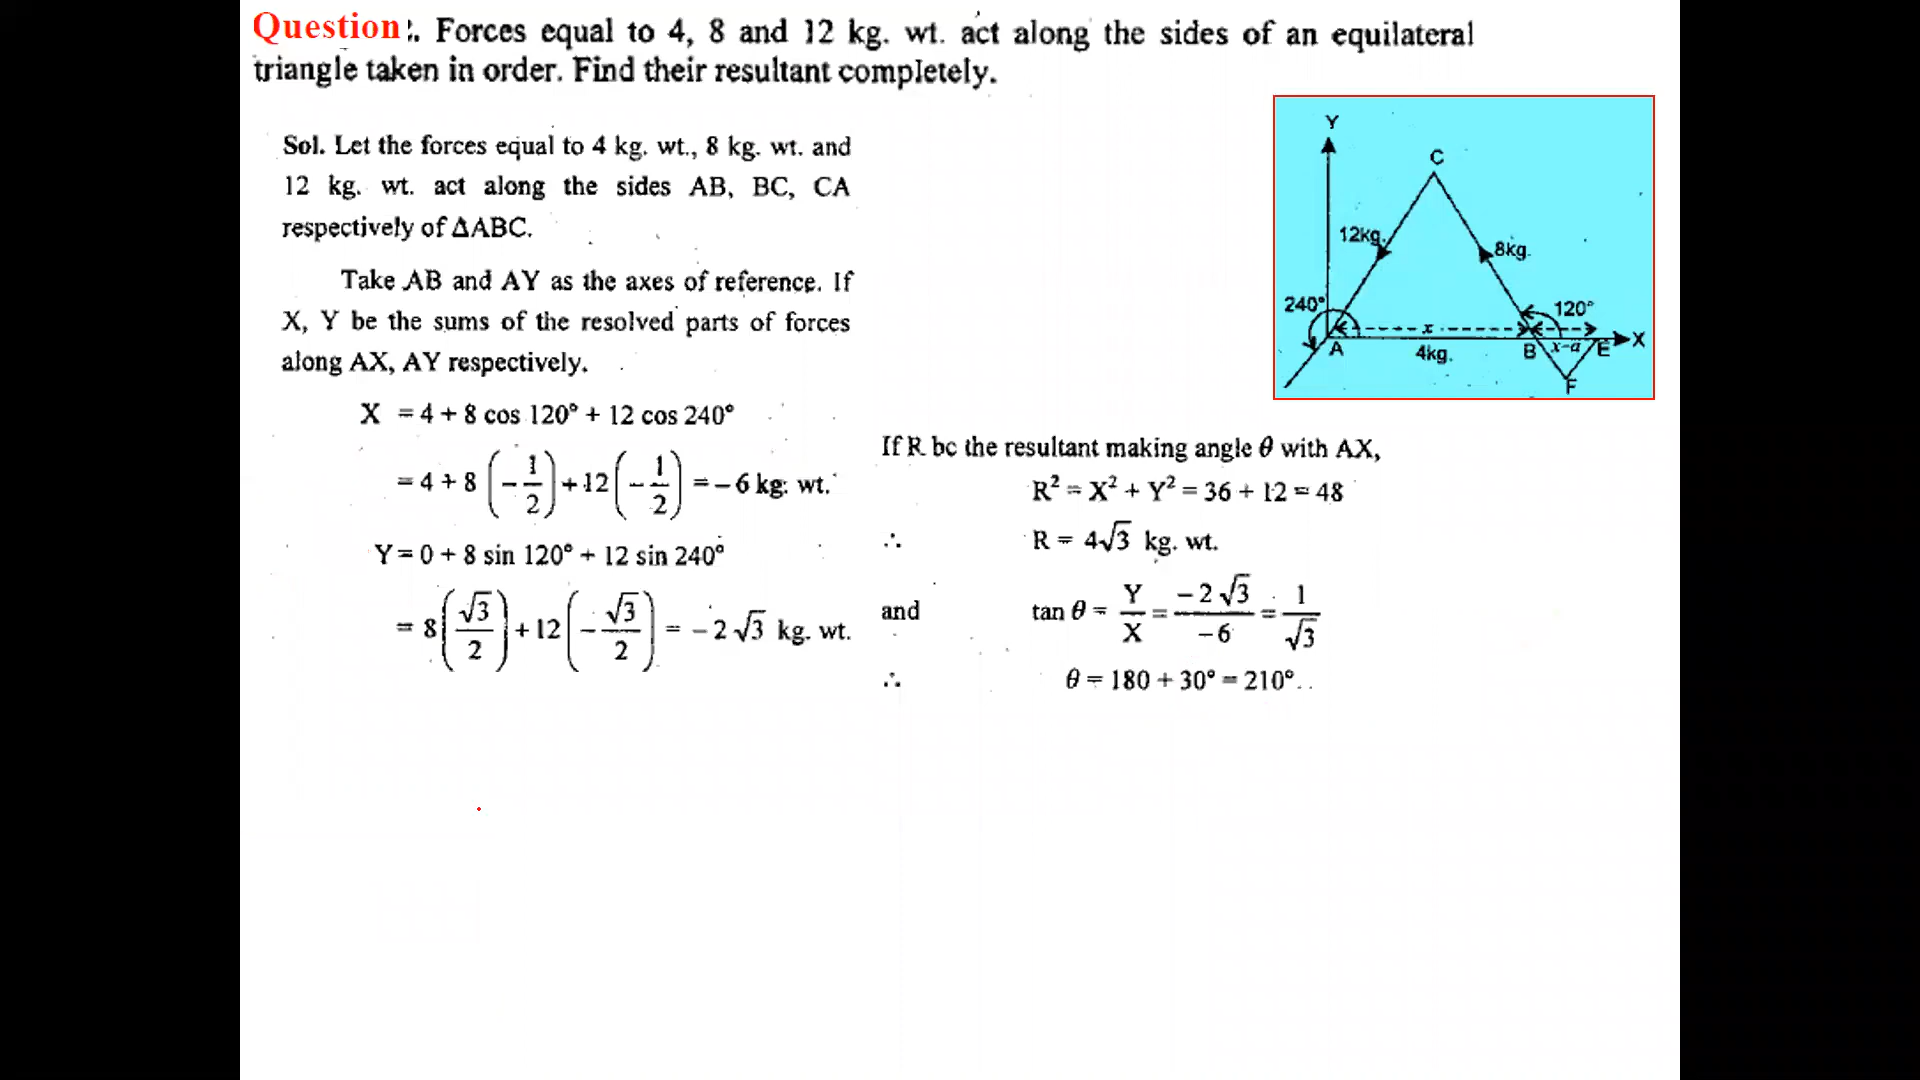 Question :. Forces equal to 4, 8 and 12 kg. wt. act along the sides of an equilateral
triangle taken in order. Find their resultant completely.
Sol. Let the forces equal to 4 kg. wt., 8 kg. wt. and
12 kg. wt. act along the sides AB, BC, CA
respectively of ΔABC.
Take AB and AY as the axes of reference. If
X, Y be the sums of the resolved parts of forces
along AX, AY respectively.
X = 4 + 8 cos 120° + 12 cos 240°
= 4 + 8 (-1/2) + 12 (-1/2) = - 6 kg. wt.
Y = 0 + 8 sin 120° + 12 sin 240°
= 8 (√3/2) + 12 (-√3/2) = - 2 √3 kg. wt.
Y
C
12kg.
8kg.
240°
120°
x
X
A
4kg.
B
x-a
E
F
If R be the resultant making angle θ with AX,
R² = X² + Y² = 36 + 12 = 48
∴ R = 4√3 kg. wt.
and tan θ = Y/X = -2 √3/-6 = 1/√3
∴ θ = 180 + 30° = 210°.